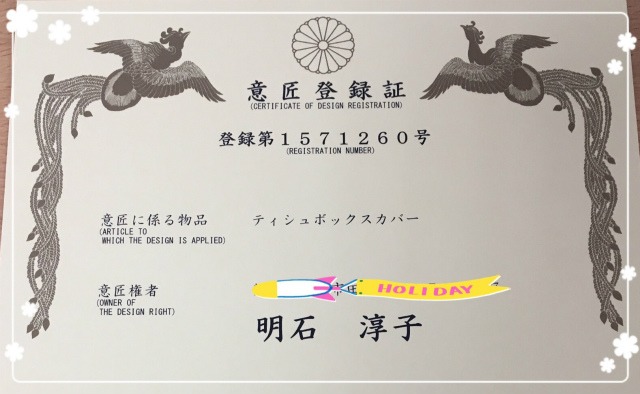 意匠登録証
(CERTIFICATE OF DESIGN REGISTRATION)
登録第１５７１２６０号
(REGISTRATION NUMBER)
意匠に係る物品　ティシュボックスカバー
(ARTICLE TO
WHICH THE DESIGN IS APPLIED)
意匠権者
HOLIDAY
(OWNER OF
THE DESIGN RIGHT)
明石　淳子